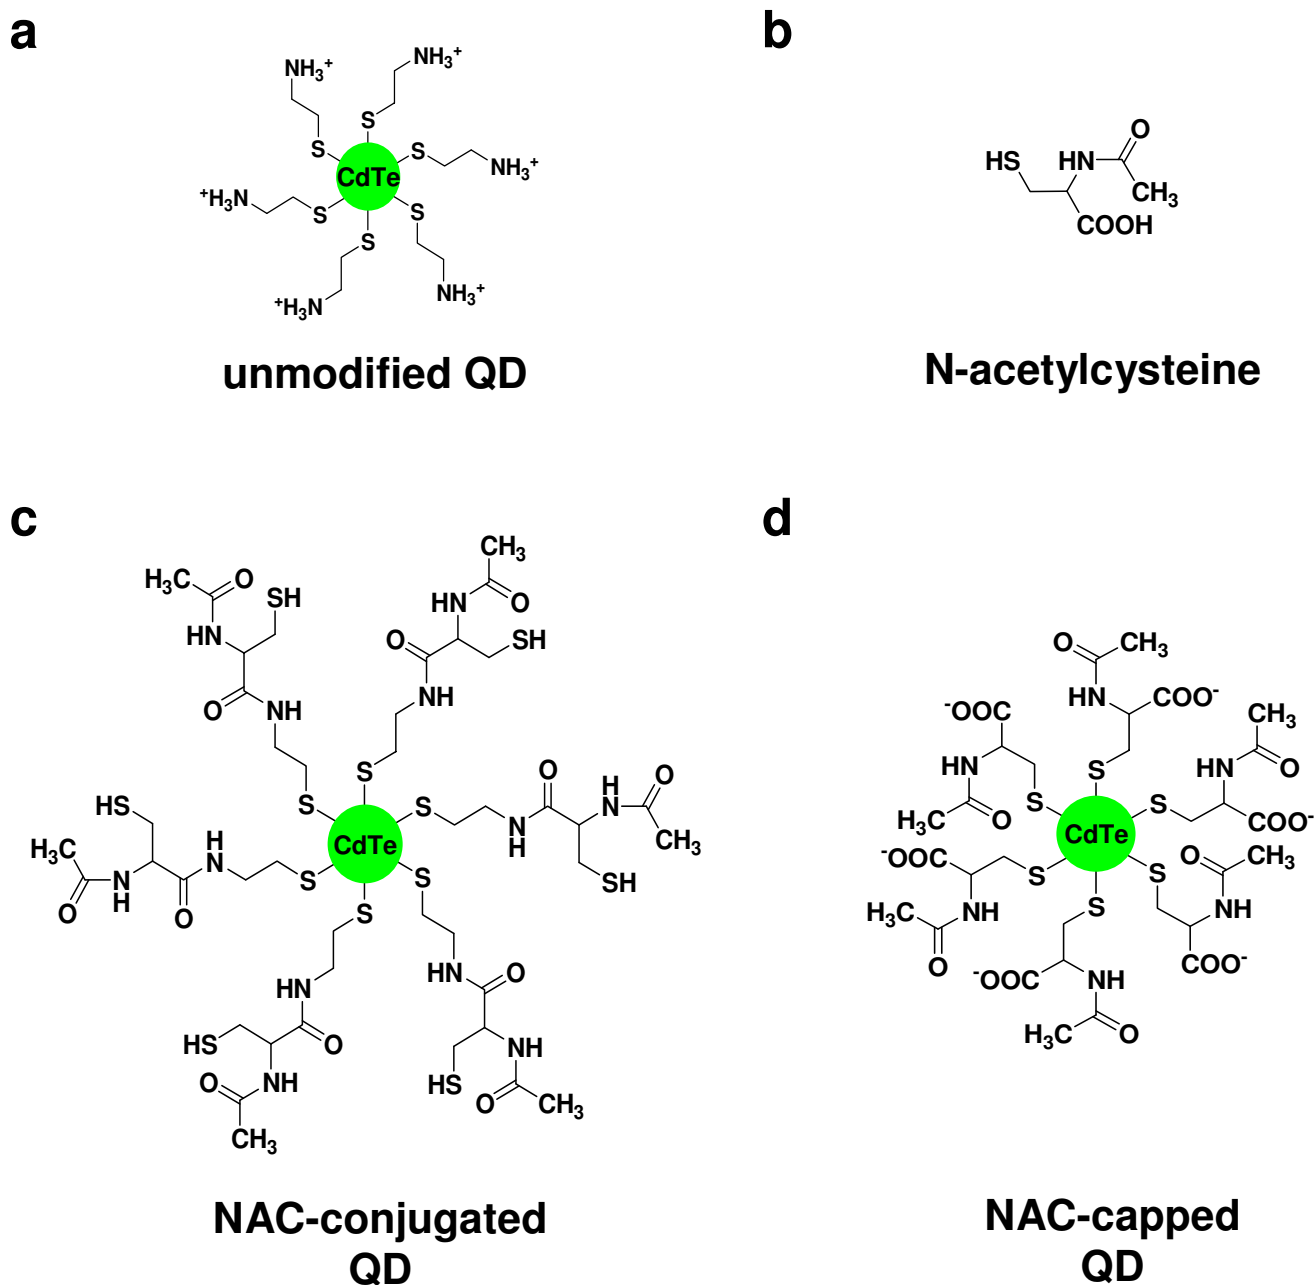 a
NH₃⁺
NH₃⁺
S
S
S
CdTe
NH₃⁺
⁺H₃N
S
S
S
NH₃⁺
⁺H₃N
unmodified QD
b
O
HS
HN
CH₃
COOH
N-acetylcysteine
c
CH₃
H₃C
O
SH
HN
O
HN
O
SH
O
NH
NH
S
S
S
O
H
N
O
N
H
CH₃
SH
HS
H₃C
O
N
H
O
H
N
S
CdTe
S
S
HN
O
HN
O
HS
O
NH
NH
HS
O
CH₃
O
CH₃
NAC-conjugated
QD
d
O
CH₃
HN
COO⁻
⁻OOC
CH₃
HN
HN
O
S
S
S
H₃C
O
COO⁻
CdTe
⁻OOC
O
CH₃
S
S
S
H₃C
NH
NH
O
⁻OOC
NH
COO⁻
H₃C
O
NAC-capped
QD